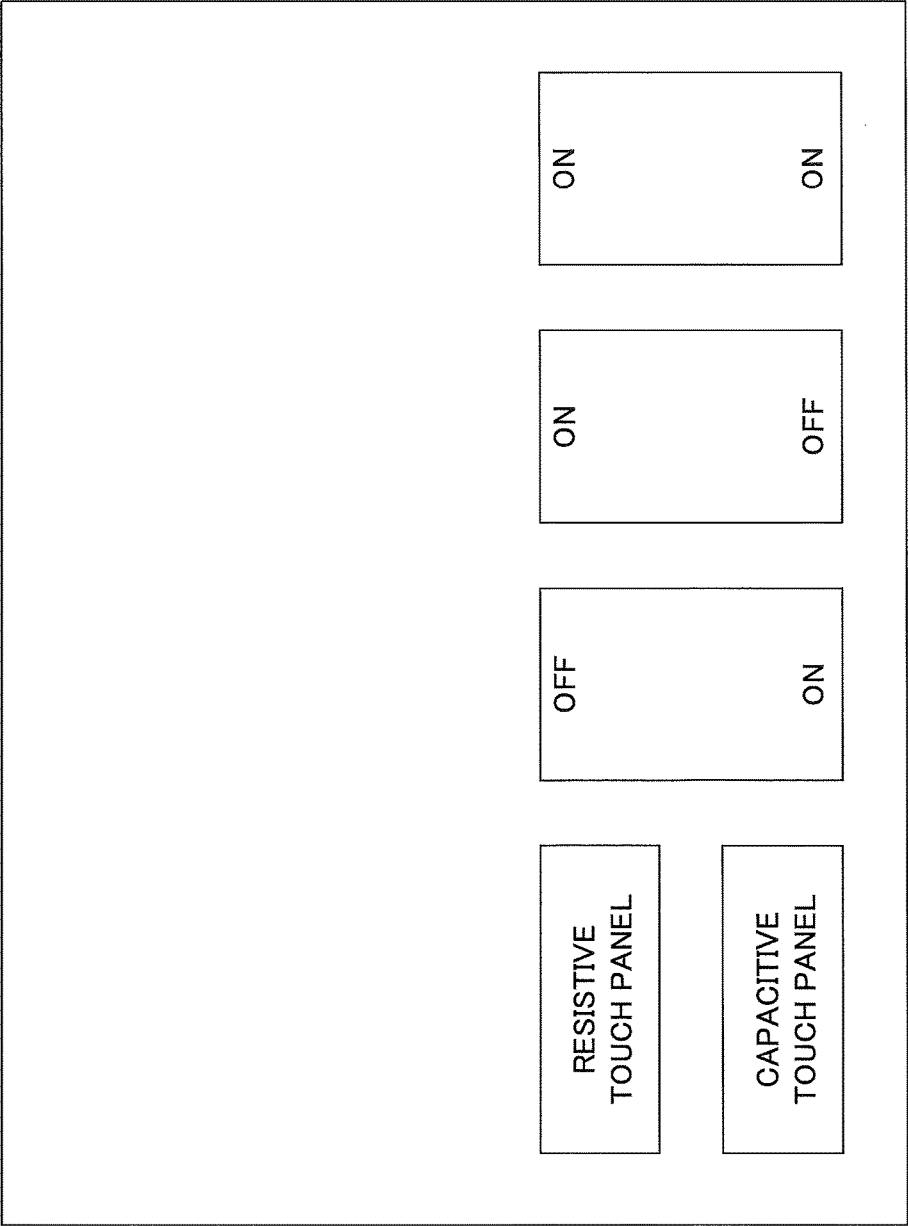 RESISTIVE
TOUCH PANEL
OFF
ON
ON
CAPACITIVE
TOUCH PANEL
ON
OFF
ON